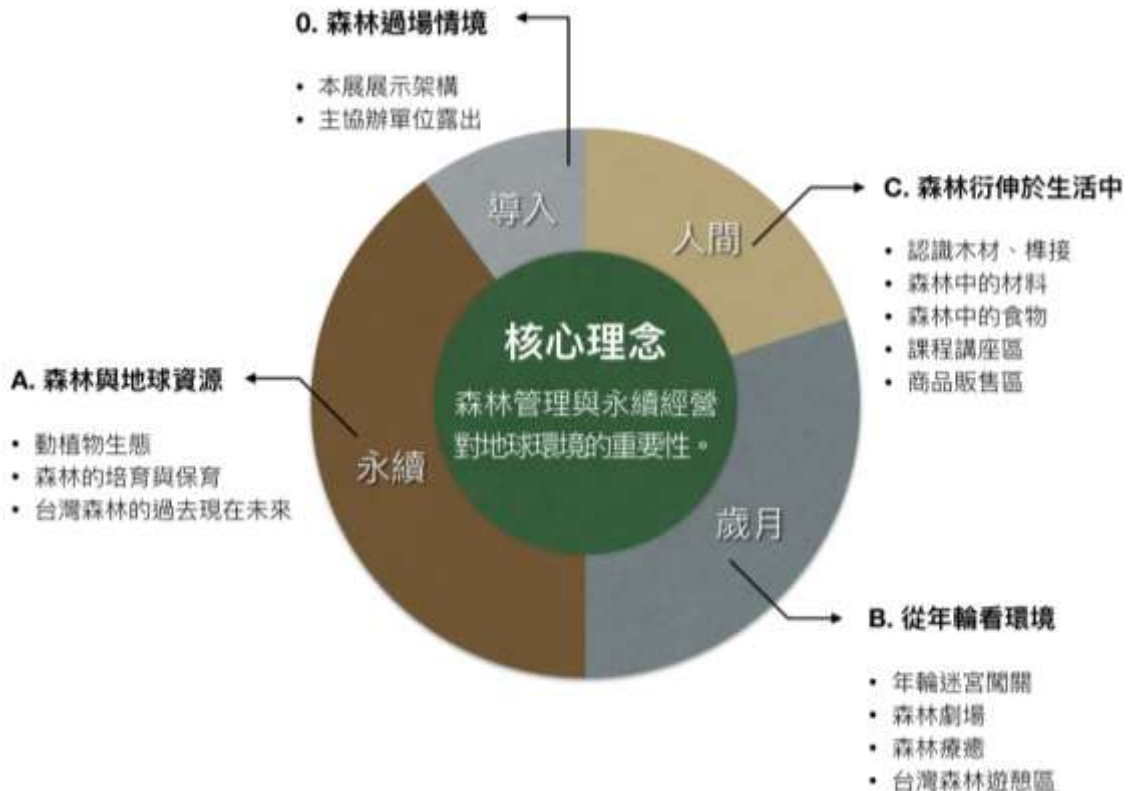 0. 森林過場情境
• 本展展示架構
• 主協辦單位露出
導入
人間
C. 森林衍伸於生活中
• 認識木材、榫接
• 森林中的材料
• 森林中的食物
• 課程講座區
• 商品販售區
核心理念
森林管理與永續經營
對地球環境的重要性。
A. 森林與地球資源
• 動植物生態
• 森林的培育與保育
• 台灣森林的過去現在未來
永續
歲月
B. 從年輪看環境
• 年輪迷宮闖關
• 森林劇場
• 森林療癒
• 台灣森林遊憩區